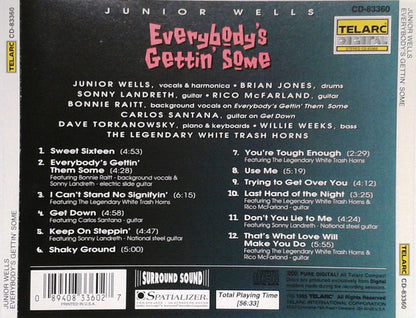 TELARC
CD-83360
JUNIOR WELLS
EVERYBODY'S GETTIN' SOME
JUNIOR WELLS
Everybody's
Gettin' Some
TELARC
DIGITAL
JUNIOR WELLS, vocals & harmonica • BRIAN JONES, drums
SONNY LANDRETH, guitar • RICO McFARLAND, guitar
BONNIE RAITT, background vocals on Everybody's Gettin' Them Some
CARLOS SANTANA, guitar on Get Down
DAVE TORKANOWSKY, piano & keyboards • WILLIE WEEKS, bass
THE LEGENDARY WHITE TRASH HORNS
1. Sweet Sixteen (4:53)
2. Everybody's Gettin'
Them Some (4:28)
Featuring Bonnie Raitt - background vocals &
Sonny Landreth - electric slide guitar
3. I Can't Stand No Signifyin' (6:15)
Featuring The Legendary White Trash Horns
4. Get Down (4:58)
Featuring Carlos Santana - guitar
5. Keep On Steppin' (4:47)
Featuring Sonny Landreth - National steel guitar
6. Shaky Ground (4:52)
7. You're Tough Enough (2:29)
Featuring The Legendary White Trash Horns
8. Use Me (5:19)
9. Trying to Get Over You (4:12)
10. Last Hand of the Night (3:25)
Featuring The Legendary White Trash Horns &
Rico McFarland - guitar
11. Don't You Lie to Me (4:24)
Featuring Sonny Landreth - National steel guitar
12. That's What Love Will
Make You Do (5:55)
Featuring The Legendary White Trash Horns &
Rico McFarland - guitar
0 89408 33602 7
PRINTED IN U.S.A.
SURROUND SOUND
SPATIALIZER
Total Playing Time
[56:33]
TELARC
CD-83360
JUNIOR WELLS
EVERYBODY'S GETTIN' SOME